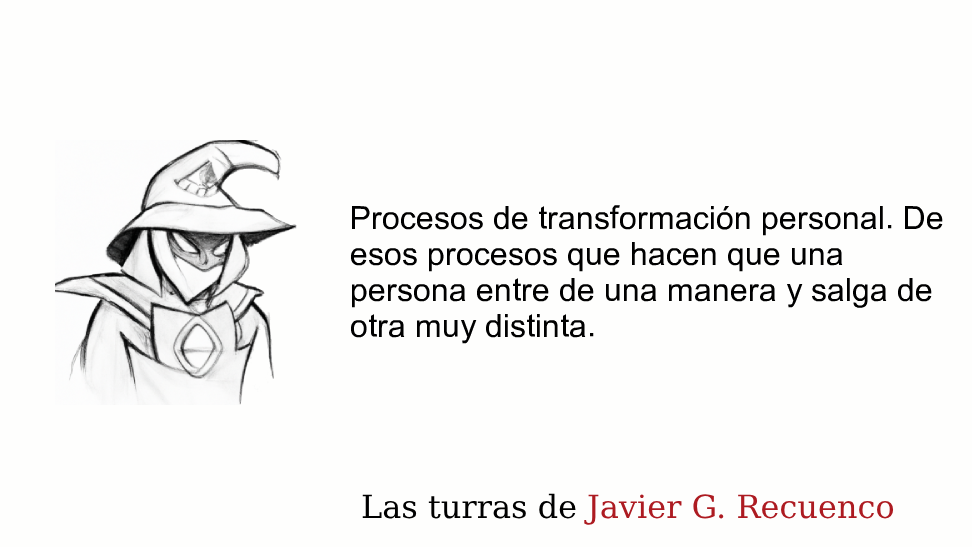 Procesos de transformación personal. De
esos procesos que hacen que una
persona entre de una manera y salga de
otra muy distinta.
Las turras de Javier G. Recuenco